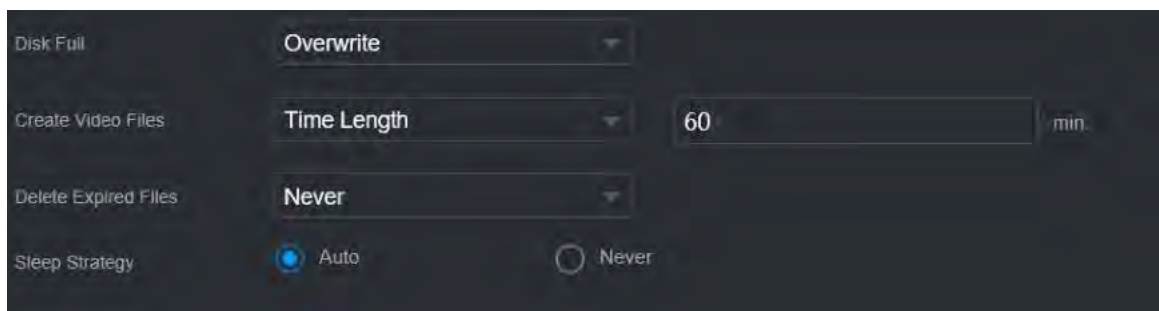 Disk Full Overwrite
Create Video Files Time Length 60 min.
Delete Expired Files Never
Sleep Strategy Auto Never